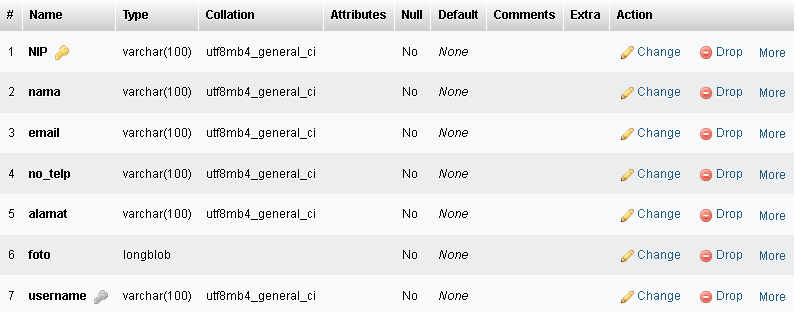 # Name Type Collation Attributes Null Default Comments Extra Action
1 NIP varchar(100) utf8mb4_general_ci No None Change Drop More
2 nama varchar(100) utf8mb4_general_ci No None Change Drop More
3 email varchar(100) utf8mb4_general_ci No None Change Drop More
4 no_telp varchar(100) utf8mb4_general_ci No None Change Drop More
5 alamat varchar(100) utf8mb4_general_ci No None Change Drop More
6 foto longblob No None Change Drop More
7 username varchar(100) utf8mb4_general_ci No None Change Drop More